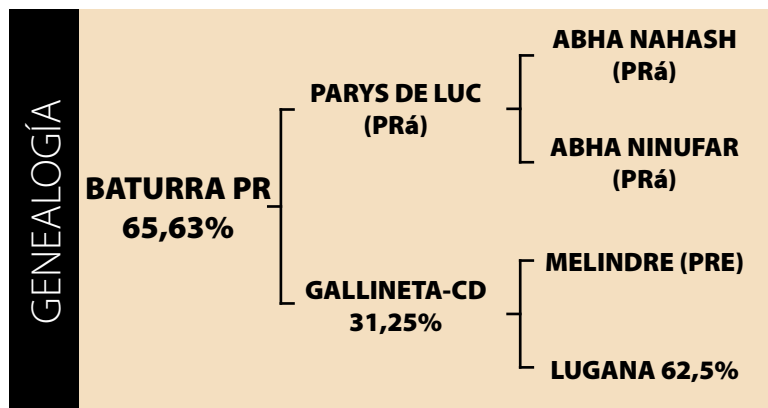 GENEALOGÍA
BATURRA PR
65,63%
PARYS DE LUC
(PRá)
GALLINETA-CD
31,25%
ABHA NAHASH
(PRá)
ABHA NINUFAR
(PRá)
MELINDRE (PRE)
LUGANA 62,5%